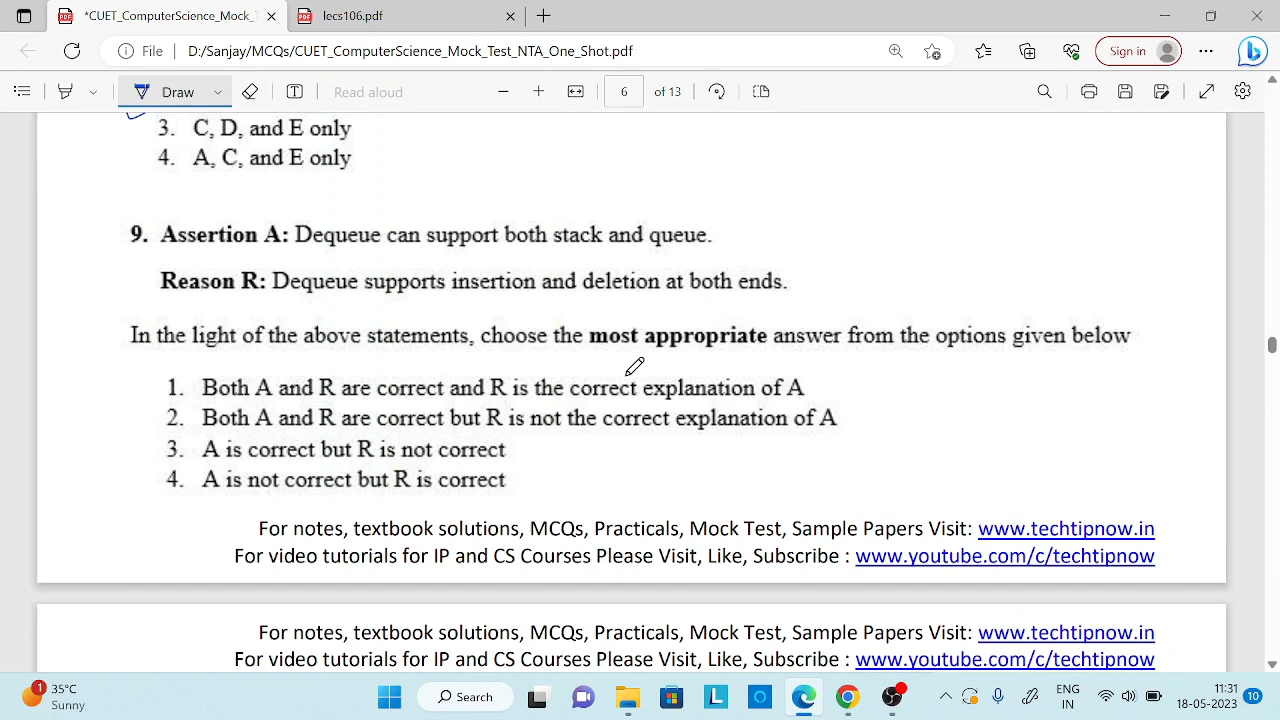 *CUET_ComputerScience_Mock_T
lecs106.pdf
File | D:/Sanjay/MCQs/CUET_ComputerScience_Mock_Test_NTA_One_Shot.pdf
Sign in
Draw
Read aloud
6 of 13
3. C, D, and E only
4. A, C, and E only
9. Assertion A: Dequeue can support both stack and queue.
Reason R: Dequeue supports insertion and deletion at both ends.
In the light of the above statements, choose the most appropriate answer from the options given below
1. Both A and R are correct and R is the correct explanation of A
2. Both A and R are correct but R is not the correct explanation of A
3. A is correct but R is not correct
4. A is not correct but R is correct
For notes, textbook solutions, MCQs, Practicals, Mock Test, Sample Papers Visit: www.techtipnow.in
For video tutorials for IP and CS Courses Please Visit, Like, Subscribe : www.youtube.com/c/techtipnow
For notes, textbook solutions, MCQs, Practicals, Mock Test, Sample Papers Visit: www.techtipnow.in
For video tutorials for IP and CS Courses Please Visit, Like, Subscribe : www.youtube.com/c/techtipnow
1
35°C
Sunny
Search
L
ENG
IN
11:31
18-05-2023
10